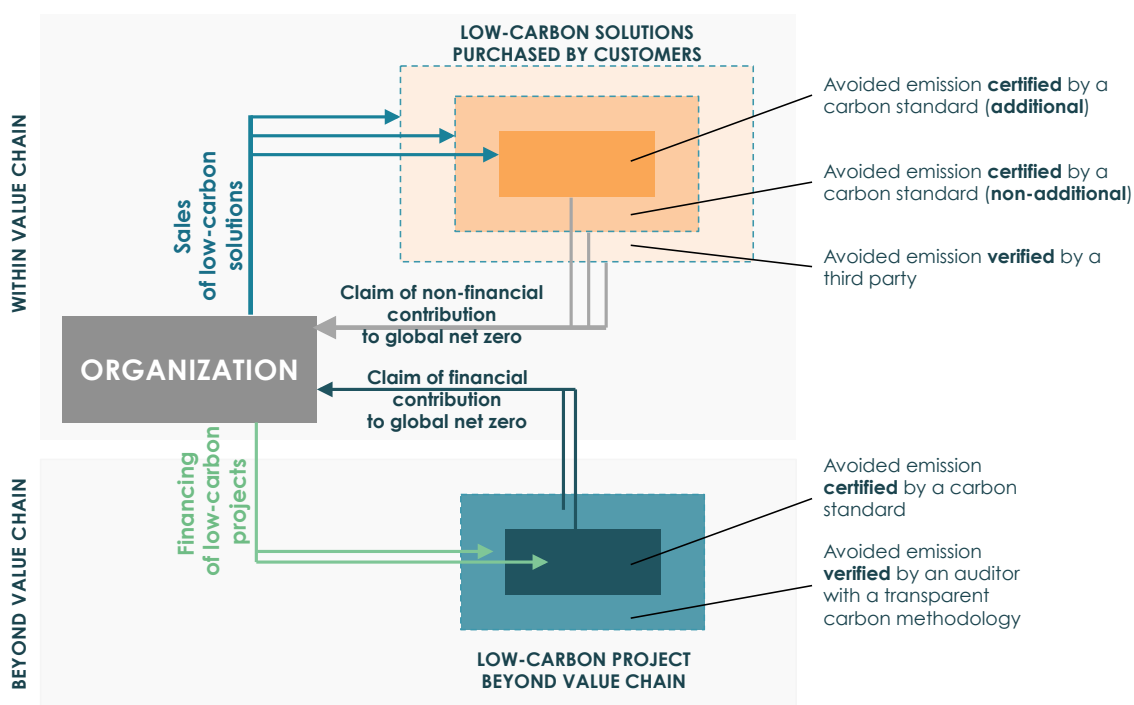 LOW-CARBON SOLUTIONS
PURCHASED BY CUSTOMERS
WITHIN VALUE CHAIN
Sales
of low-carbon
solutions
Avoided emission certified by a
carbon standard (additional)
Avoided emission certified by a
carbon standard (non-additional)
Avoided emission verified by a
third party
Claim of non-financial
contribution
to global net zero
ORGANIZATION
Claim of financial
contribution
to global net zero
BEYOND VALUE CHAIN
Financing
of low-carbon
projects
Avoided emission
certified by a carbon
standard
Avoided emission
verified by an auditor
with a transparent
carbon methodology
LOW-CARBON PROJECT
BEYOND VALUE CHAIN